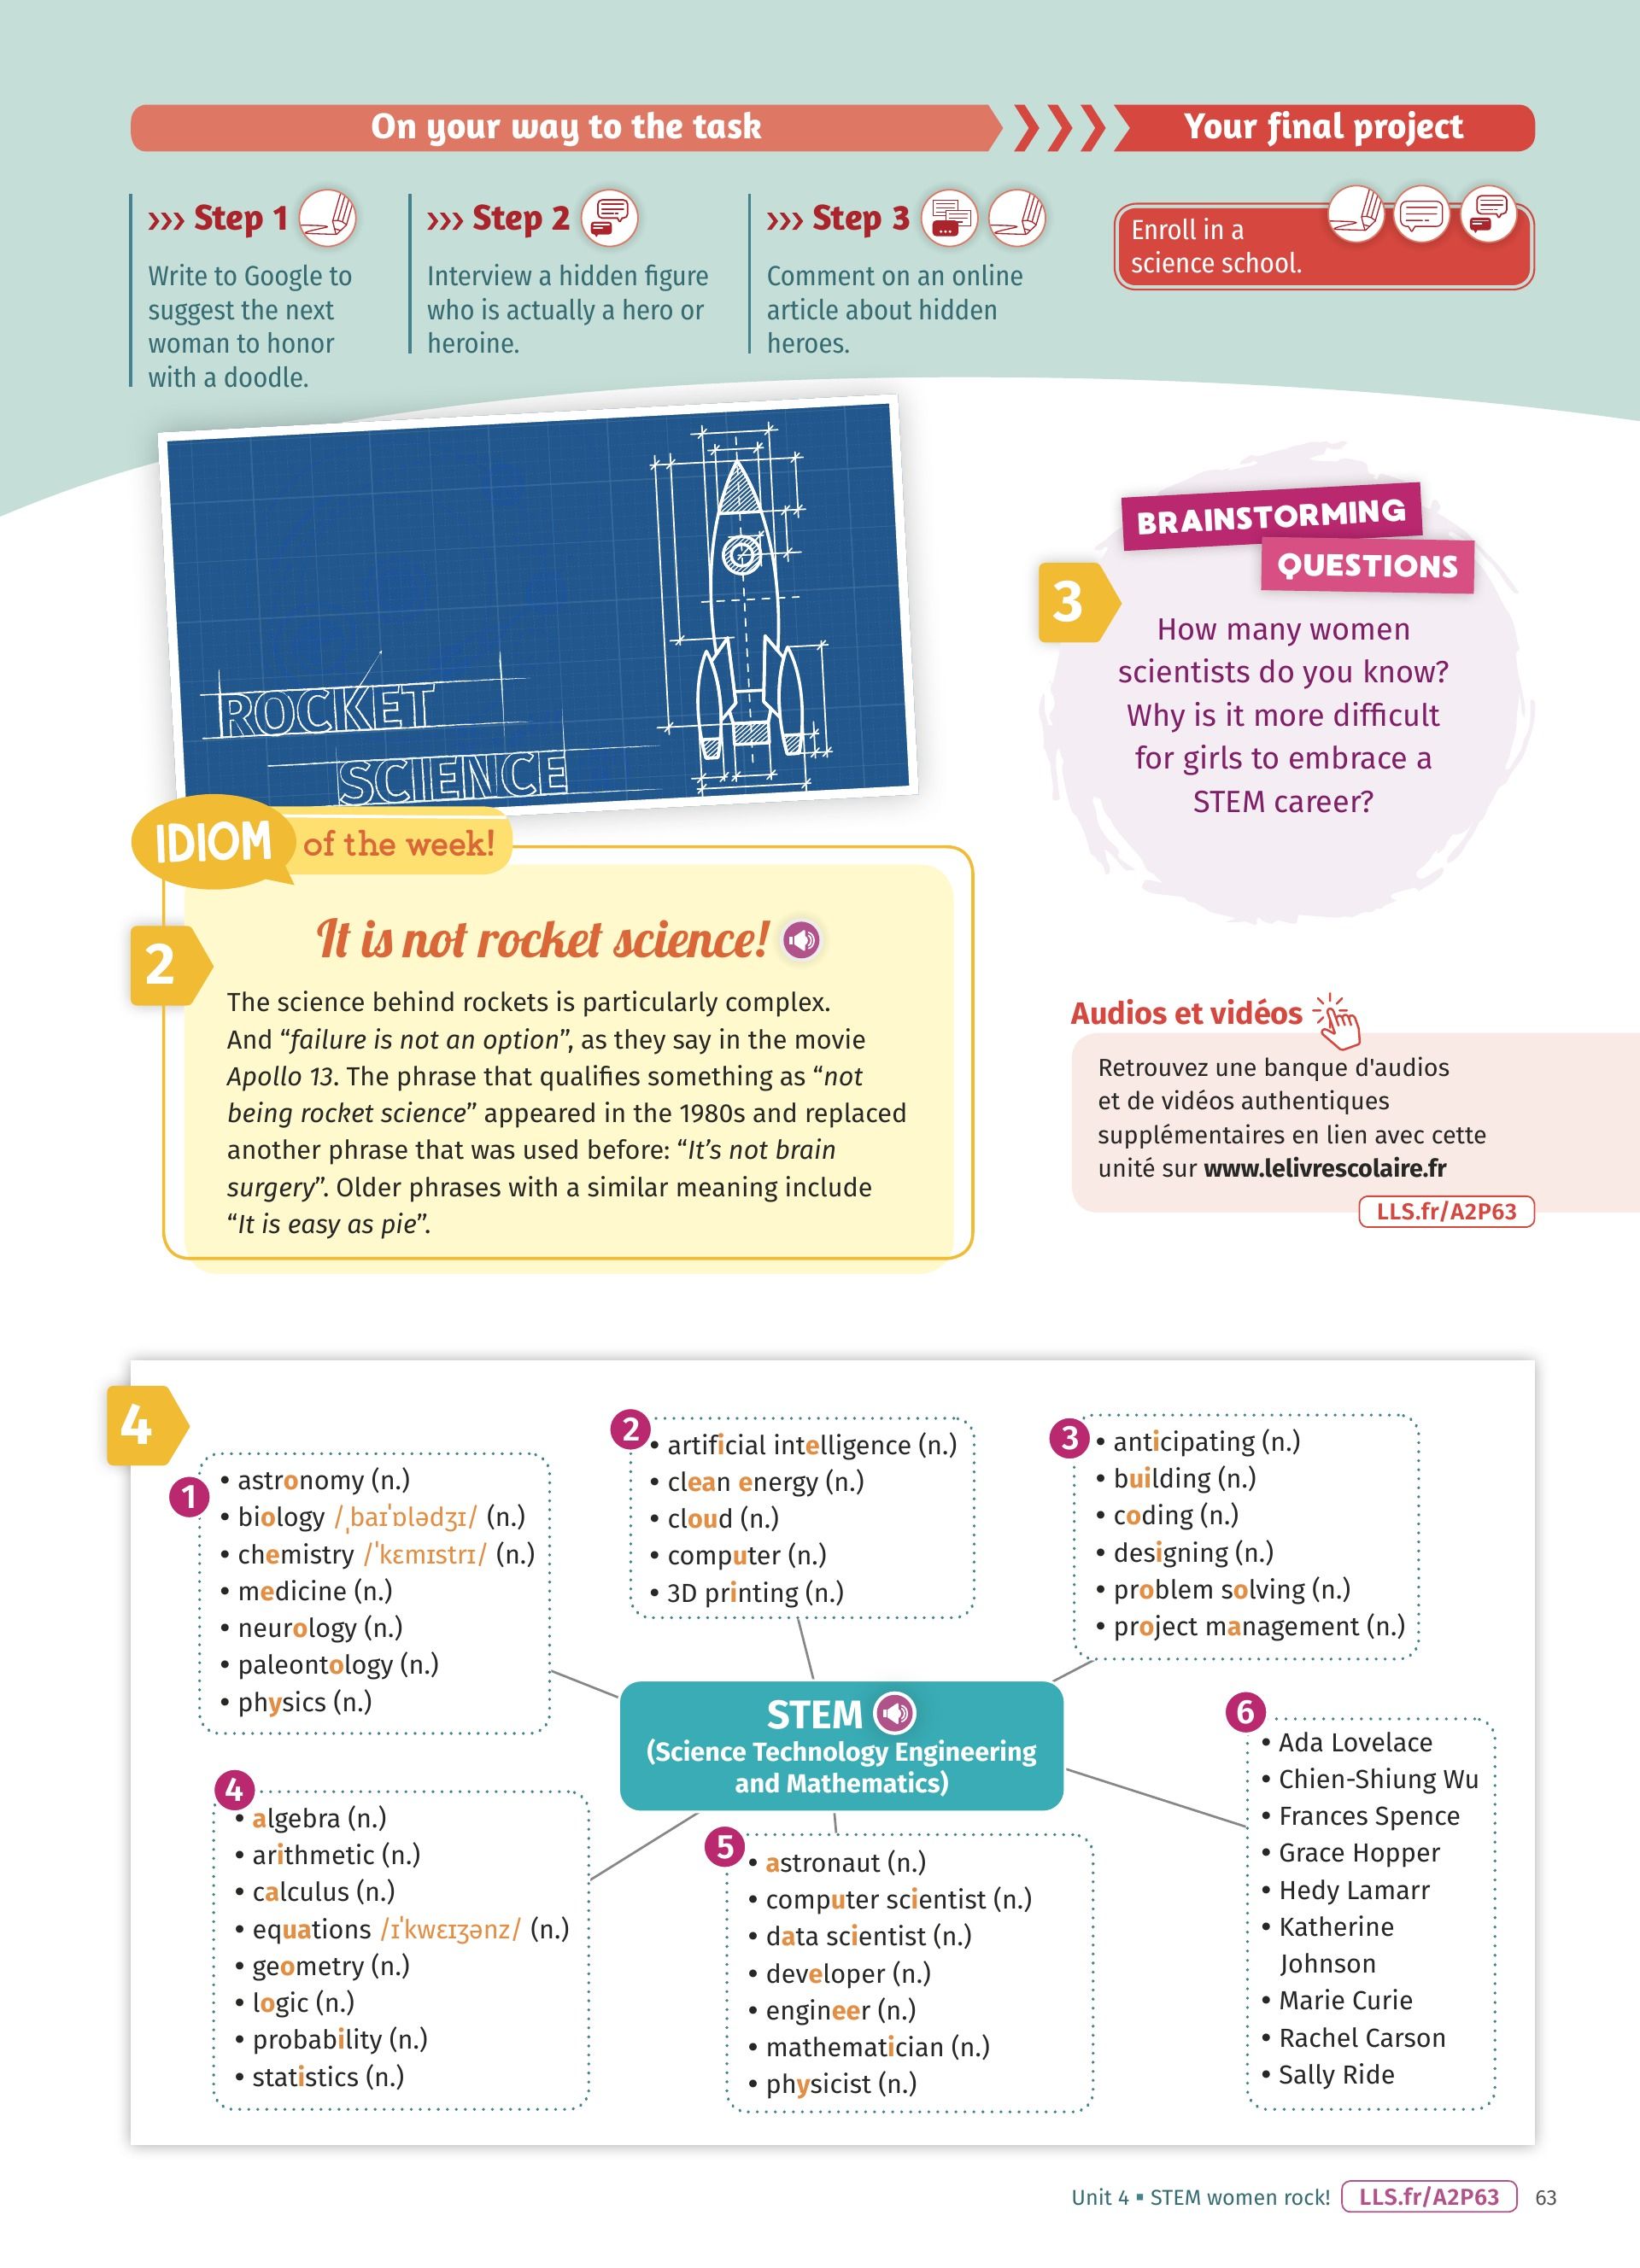 On your way to the task
Your final project
››› Step 1
Write to Google to
suggest the next
woman to honor
with a doodle.
››› Step 2
Interview a hidden figure
who is actually a hero or
heroine.
››› Step 3
Comment on an online
article about hidden
heroes.
Enroll in a
science school.
ROCKET
SCIENCE
BRAINSTORMING
QUESTIONS
3
How many women
scientists do you know?
Why is it more difficult
for girls to embrace a
STEM career?
IDIOM of the week!
2
It is not rocket science!
The science behind rockets is particularly complex.
And “failure is not an option”, as they say in the movie
Apollo 13. The phrase that qualifies something as “not
being rocket science” appeared in the 1980s and replaced
another phrase that was used before: “It’s not brain
surgery”. Older phrases with a similar meaning include
“It is easy as pie”.
Audios et vidéos
Retrouvez une banque d'audios
et de vidéos authentiques
supplémentaires en lien avec cette
unité sur www.lelivrescolaire.fr
LLS.fr/A2P63
4
1
• astronomy (n.)
• biology /ˌbaɪˈɒlədʒɪ/ (n.)
• chemistry /ˈkɛmɪstrɪ/ (n.)
• medicine (n.)
• neurology (n.)
• paleontology (n.)
• physics (n.)
2
• artificial intelligence (n.)
• clean energy (n.)
• cloud (n.)
• computer (n.)
• 3D printing (n.)
3
• anticipating (n.)
• building (n.)
• coding (n.)
• designing (n.)
• problem solving (n.)
• project management (n.)
STEM
(Science Technology Engineering
and Mathematics)
4
• algebra (n.)
• arithmetic (n.)
• calculus (n.)
• equations /ɪˈkwɛɪʒənz/ (n.)
• geometry (n.)
• logic (n.)
• probability (n.)
• statistics (n.)
5
• astronaut (n.)
• computer scientist (n.)
• data scientist (n.)
• developer (n.)
• engineer (n.)
• mathematician (n.)
• physicist (n.)
6
• Ada Lovelace
• Chien-Shiung Wu
• Frances Spence
• Grace Hopper
• Hedy Lamarr
• Katherine
Johnson
• Marie Curie
• Rachel Carson
• Sally Ride
Unit 4 ▪ STEM women rock! LLS.fr/A2P63 63